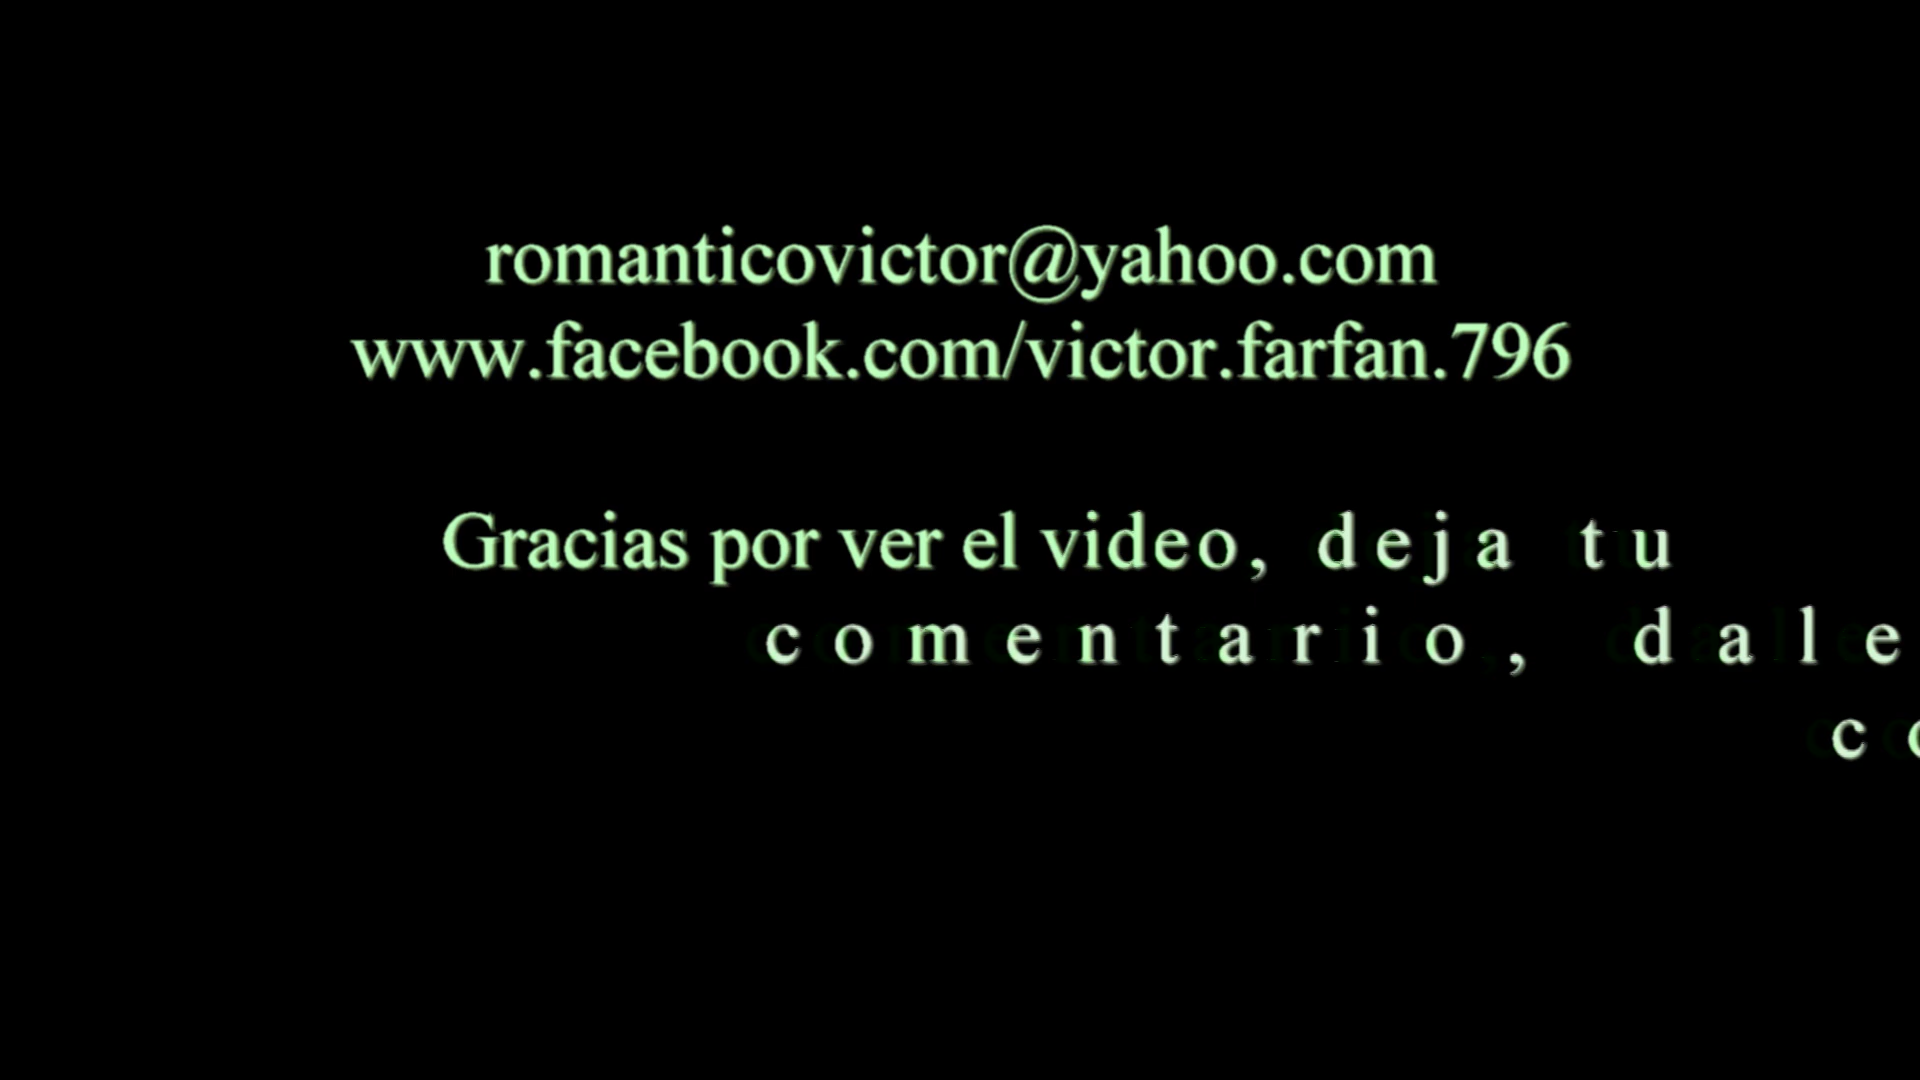 romanticovictor@yahoo.com
www.facebook.com/victor.farfan.796
Gracias por ver el video, deja tu
comentario, dale